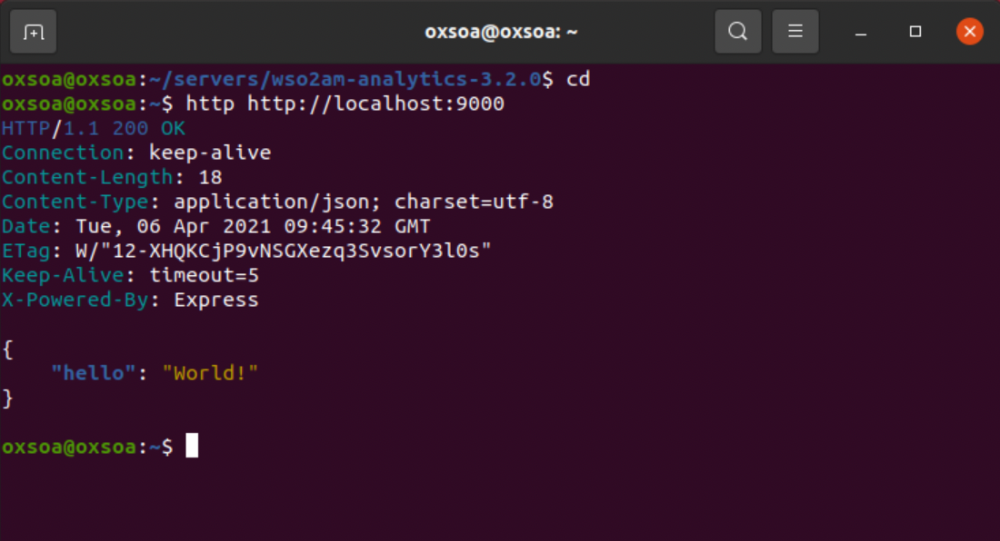 oxsoa@oxsoa: ~
oxsoa@oxsoa:~/servers/wso2am-analytics-3.2.0$ cd
oxsoa@oxsoa:~$ http http://localhost:9000
HTTP/1.1 200 OK
Connection: keep-alive
Content-Length: 18
Content-Type: application/json; charset=utf-8
Date: Tue, 06 Apr 2021 09:45:32 GMT
ETag: W/"12-XHQKCjP9vNSGXezq3SvsorY3l0s"
Keep-Alive: timeout=5
X-Powered-By: Express
{
    "hello": "World!"
}
oxsoa@oxsoa:~$